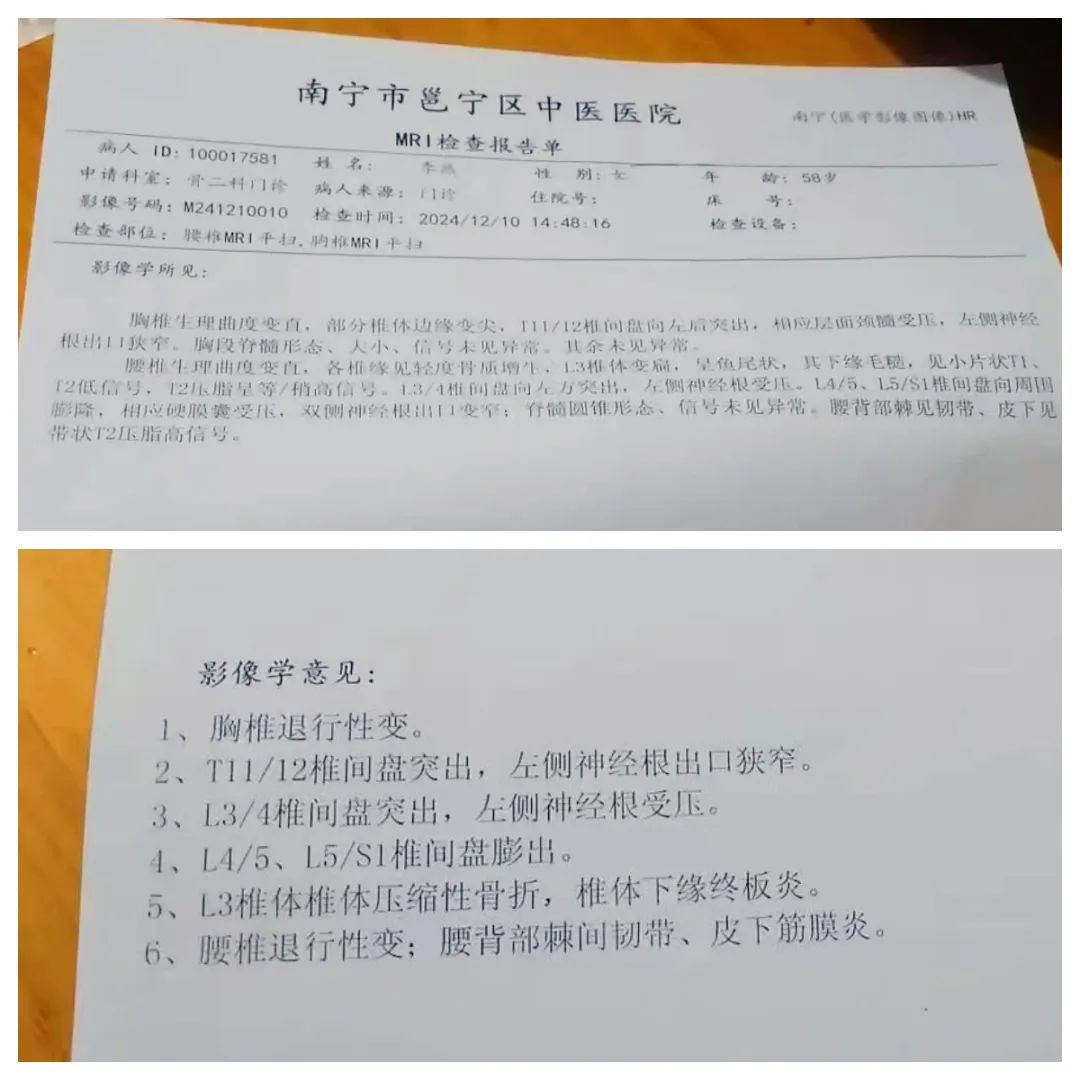 南宁市邕宁区中医医院
南宁(医学影像图像)HR
MRI检查报告单
病人 ID: 100017581 姓 名: 李燕 性 别: 女 年 龄: 58岁
申请科室: 骨二科门诊 病人来源: 门诊 住院号: 床 号:
影像号码: M241210010 检查时间: 2024/12/10 14:48:16 检查设备:
检查部位: 腰椎MRI平扫,胸椎MRI平扫
影像学所见:
胸椎生理曲度变直，部分椎体边缘变尖，T11/12椎间盘向左后突出，相应层面颈髓受压，左侧神经
根出口狭窄。胸段脊髓形态、大小、信号未见异常。其余未见异常。
腰椎生理曲度变直，各椎缘见轻度骨质增生，L3椎体变扁，呈鱼尾状，其下缘毛糙，见小片状T1、
T2低信号，T2压脂呈等/稍高信号。L3/4椎间盘向左方突出，左侧神经根受压。L4/5、L5/S1椎间盘向周围
膨隆，相应硬膜囊受压，双侧神经根出口变窄；脊髓圆锥形态、信号未见异常。腰背部棘见韧带、皮下见
带状T2压脂高信号。
影像学意见:
1、胸椎退行性变。
2、T11/12椎间盘突出，左侧神经根出口狭窄。
3、L3/4椎间盘突出，左侧神经根受压。
4、L4/5、L5/S1椎间盘膨出。
5、L3椎体椎体压缩性骨折，椎体下缘终板炎。
6、腰椎退行性变；腰背部棘间韧带、皮下筋膜炎。